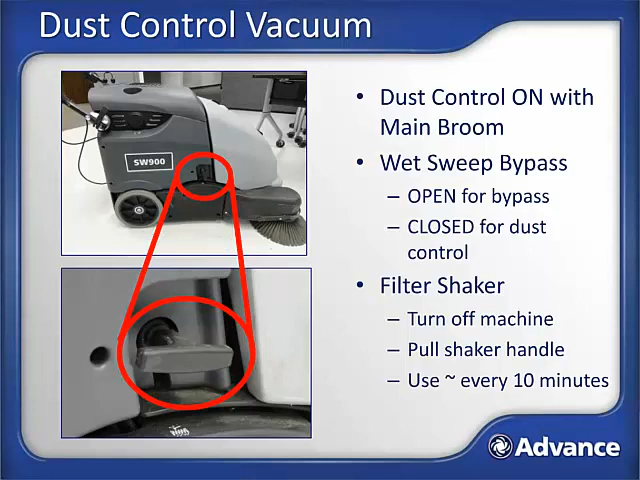 Dust Control Vacuum
SW900
• Dust Control ON with
Main Broom
• Wet Sweep Bypass
– OPEN for bypass
– CLOSED for dust
control
• Filter Shaker
– Turn off machine
– Pull shaker handle
– Use ~ every 10 minutes
Advance